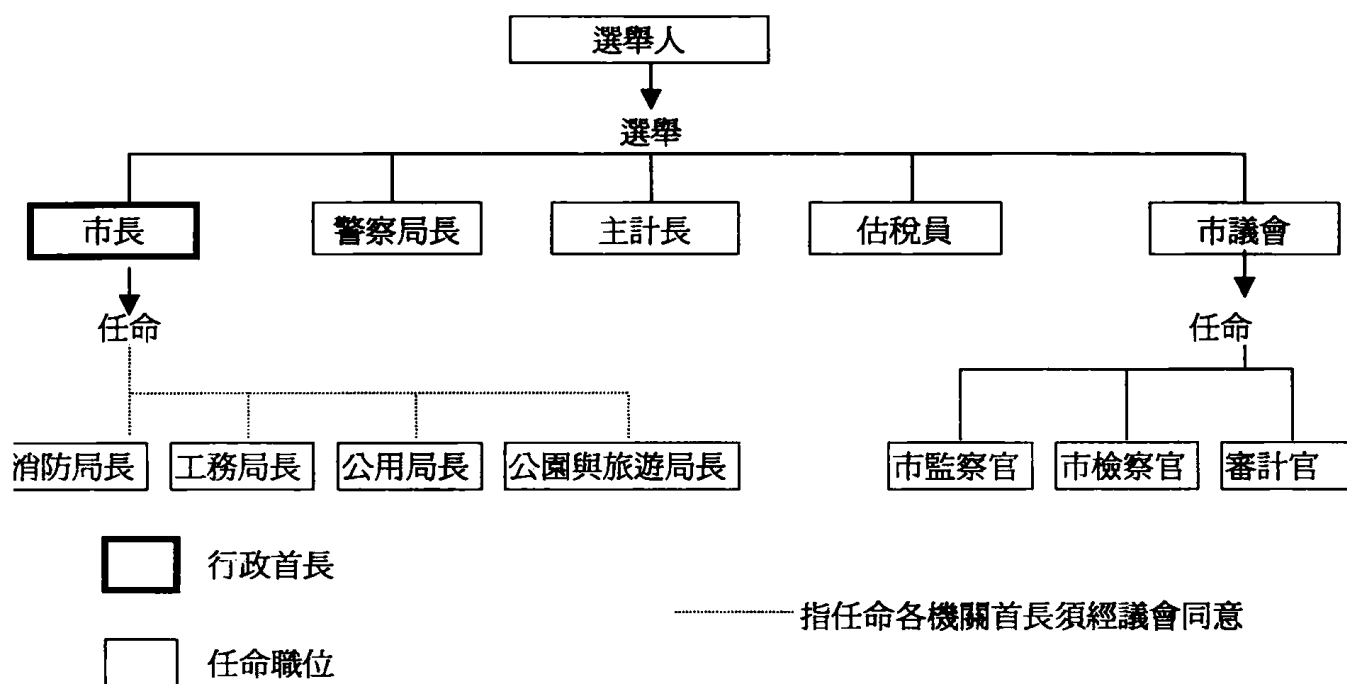 選舉人
選舉
市長 警察局長 主計長 估稅員 市議會
任命 任命
消防局長 工務局長 公用局長 公園與旅遊局長 市監察官 市檢察官 審計官
行政首長
指任命各機關首長須經議會同意
任命職位